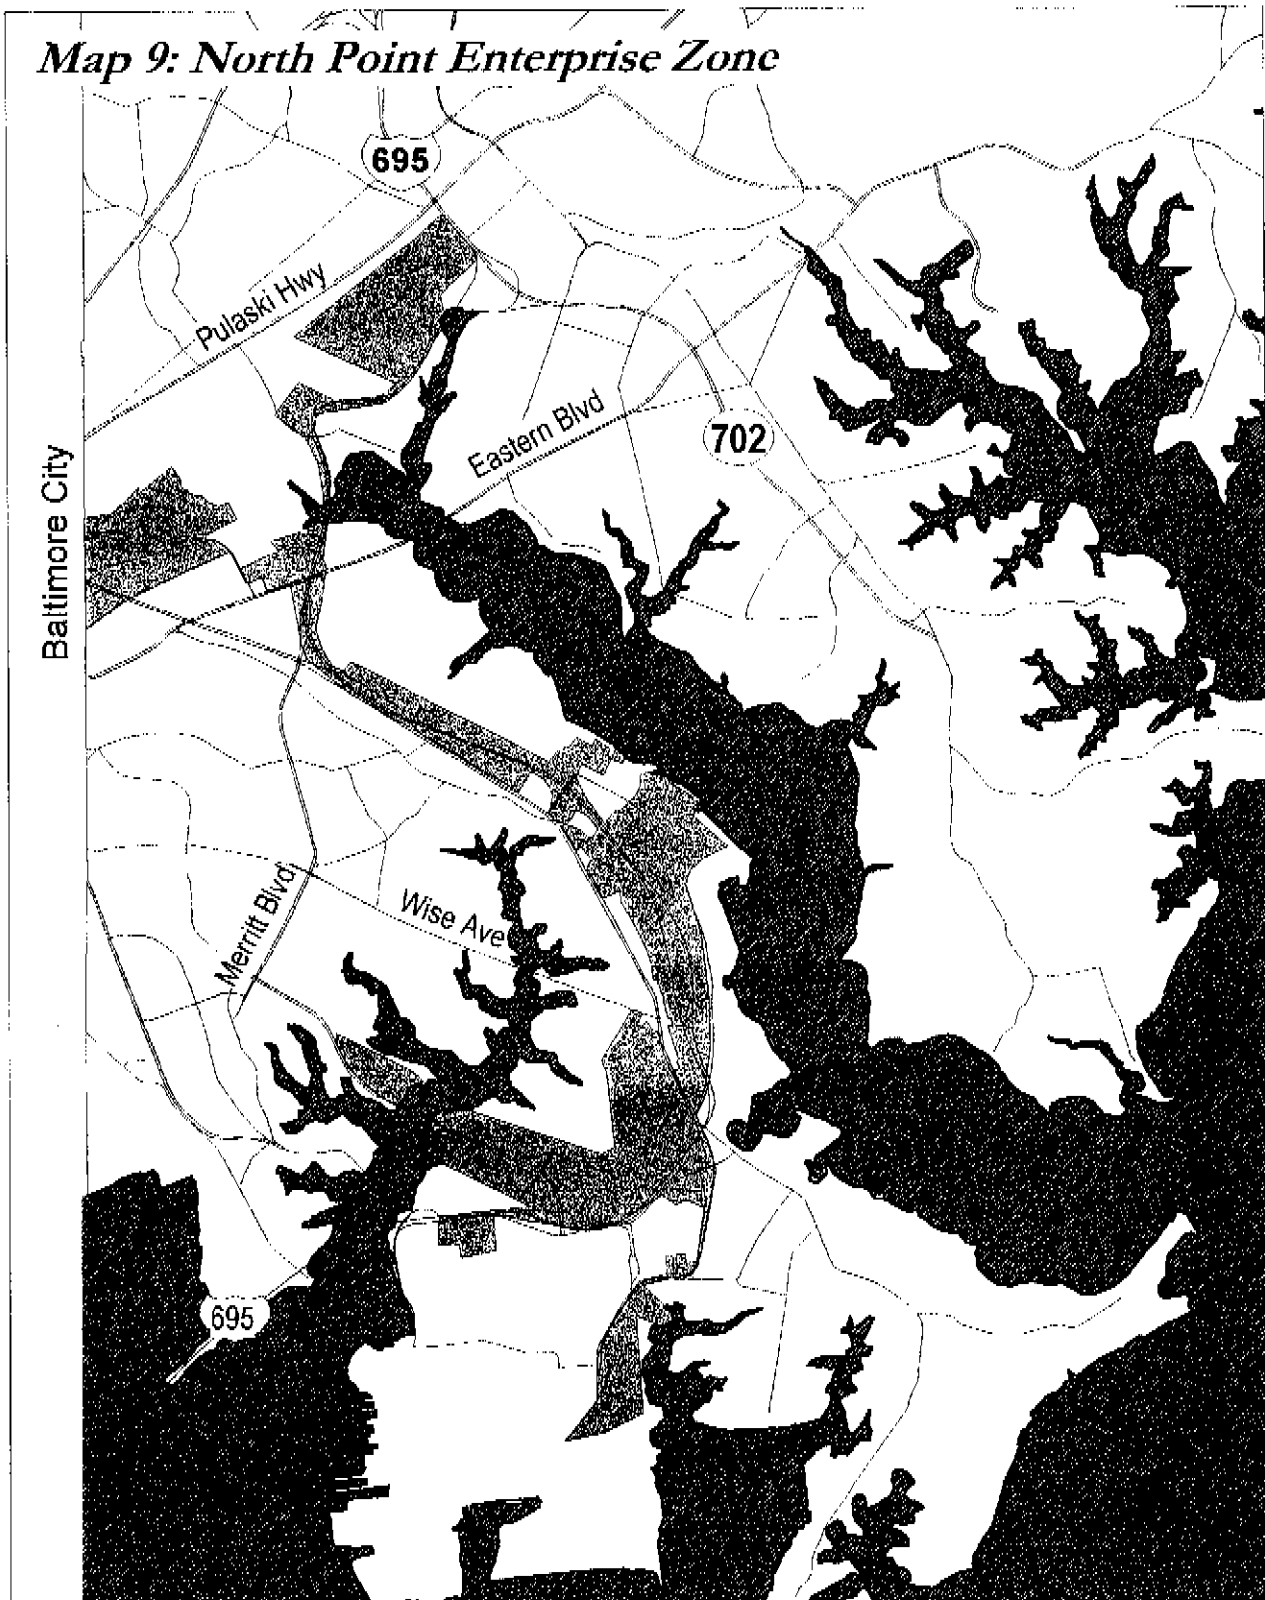 Map 9: North Point Enterprise Zone
695
Pulaski Hwy
Eastern Blvd
702
Baltimore City
Merritt Blvd
Wise Ave
695